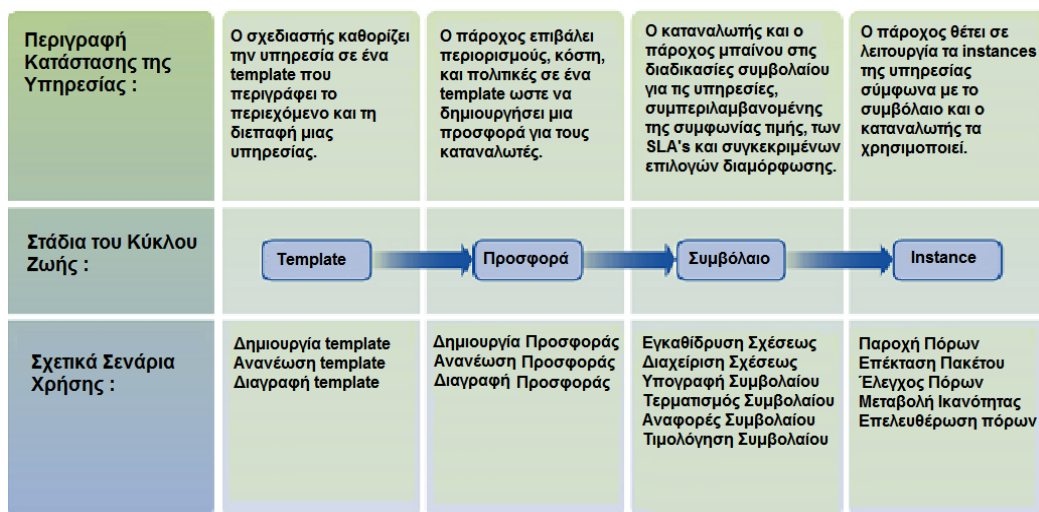 Περιγραφή
Κατάστασης της
Υπηρεσίας :
Ο σχεδιαστής καθορίζει
την υπηρεσία σε ένα
template που
περιγράφει το
περιεχόμενο και τη
διεπαφή μιας
υπηρεσίας.
Ο πάροχος επιβάλει
περιορισμούς, κόστη,
και πολιτικές σε ένα
template ωστε να
δημιουργήσει μια
προσφορά για τους
καταναλωτές.
Ο καταναλωτής και ο
πάροχος μπαίνου στις
διαδικασίες συμβολαίου
για τις υπηρεσίες,
συμπεριλαμβανομένης
της συμφωνίας τιμής, των
SLA's και συγκεκριμένων
επιλογών διαμόρφωσης.
Ο πάροχος θέτει σε
λειτουργία τα instances
της υπηρεσίας
σύμφωνα με το
συμβόλαιο και ο
καταναλωτής τα
χρησιμοποιεί.
Στάδια του Κύκλου
Ζωής :
Template
Προσφορά
Συμβόλαιο
Instance
Σχετικά Σενάρια
Χρήσης :
Δημιουργία template
Ανανέωση template
Διαγραφή template
Δημιουργία Προσφοράς
Ανανέωση Προσφοράς
Διαγραφή Προσφοράς
Εγκαθίδρυση Σχέσεως
Διαχείριση Σχέσεως
Υπογραφή Συμβολαίου
Τερματισμός Συμβολαίου
Αναφορές Συμβολαίου
Τιμολόγηση Συμβολαίου
Παροχή Πόρων
Επέκταση Πακέτου
Έλεγχος Πόρων
Μεταβολή Ικανότητας
Επελευθέρωση πόρων